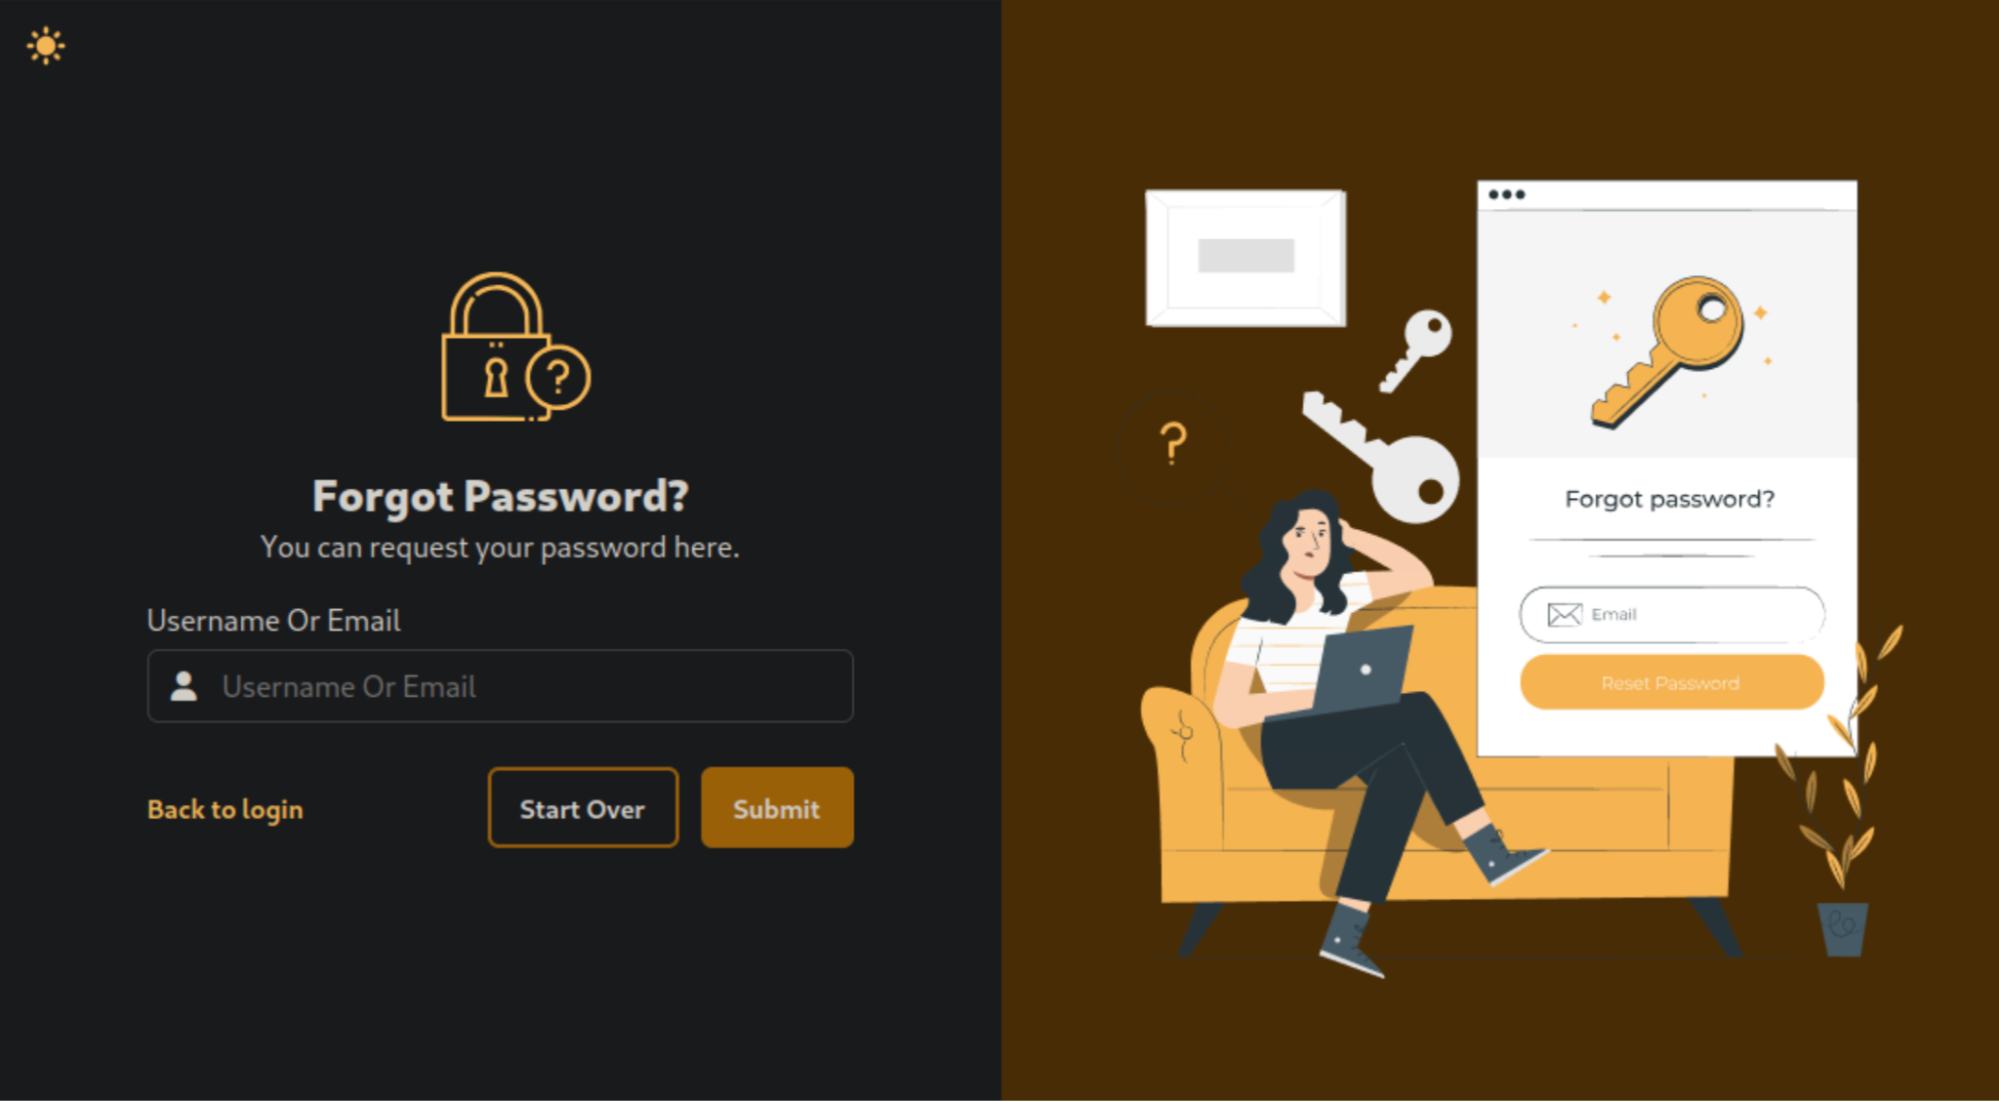 Forgot Password?
You can request your password here.
Username Or Email
Username Or Email
Back to login
Start Over
Submit
?
?
Forgot password?
Email
Reset Password